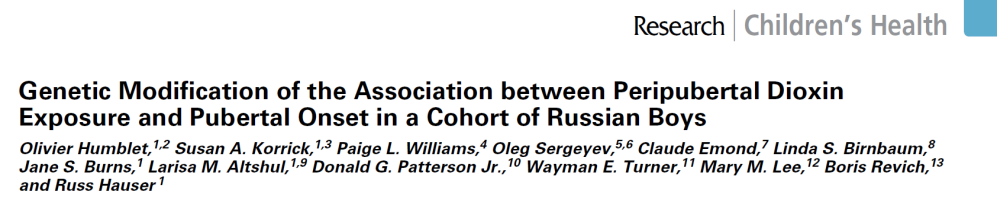 Research | Children's Health
Genetic Modification of the Association between Peripubertal Dioxin
Exposure and Pubertal Onset in a Cohort of Russian Boys
Olivier Humblet,1,2 Susan A. Korrick,1,3 Paige L. Williams,4 Oleg Sergeyev,5,6 Claude Emond,7 Linda S. Birnbaum,8
Jane S. Burns,1 Larisa M. Altshul,1,9 Donald G. Patterson Jr.,10 Wayman E. Turner,11 Mary M. Lee,12 Boris Revich,13
and Russ Hauser1